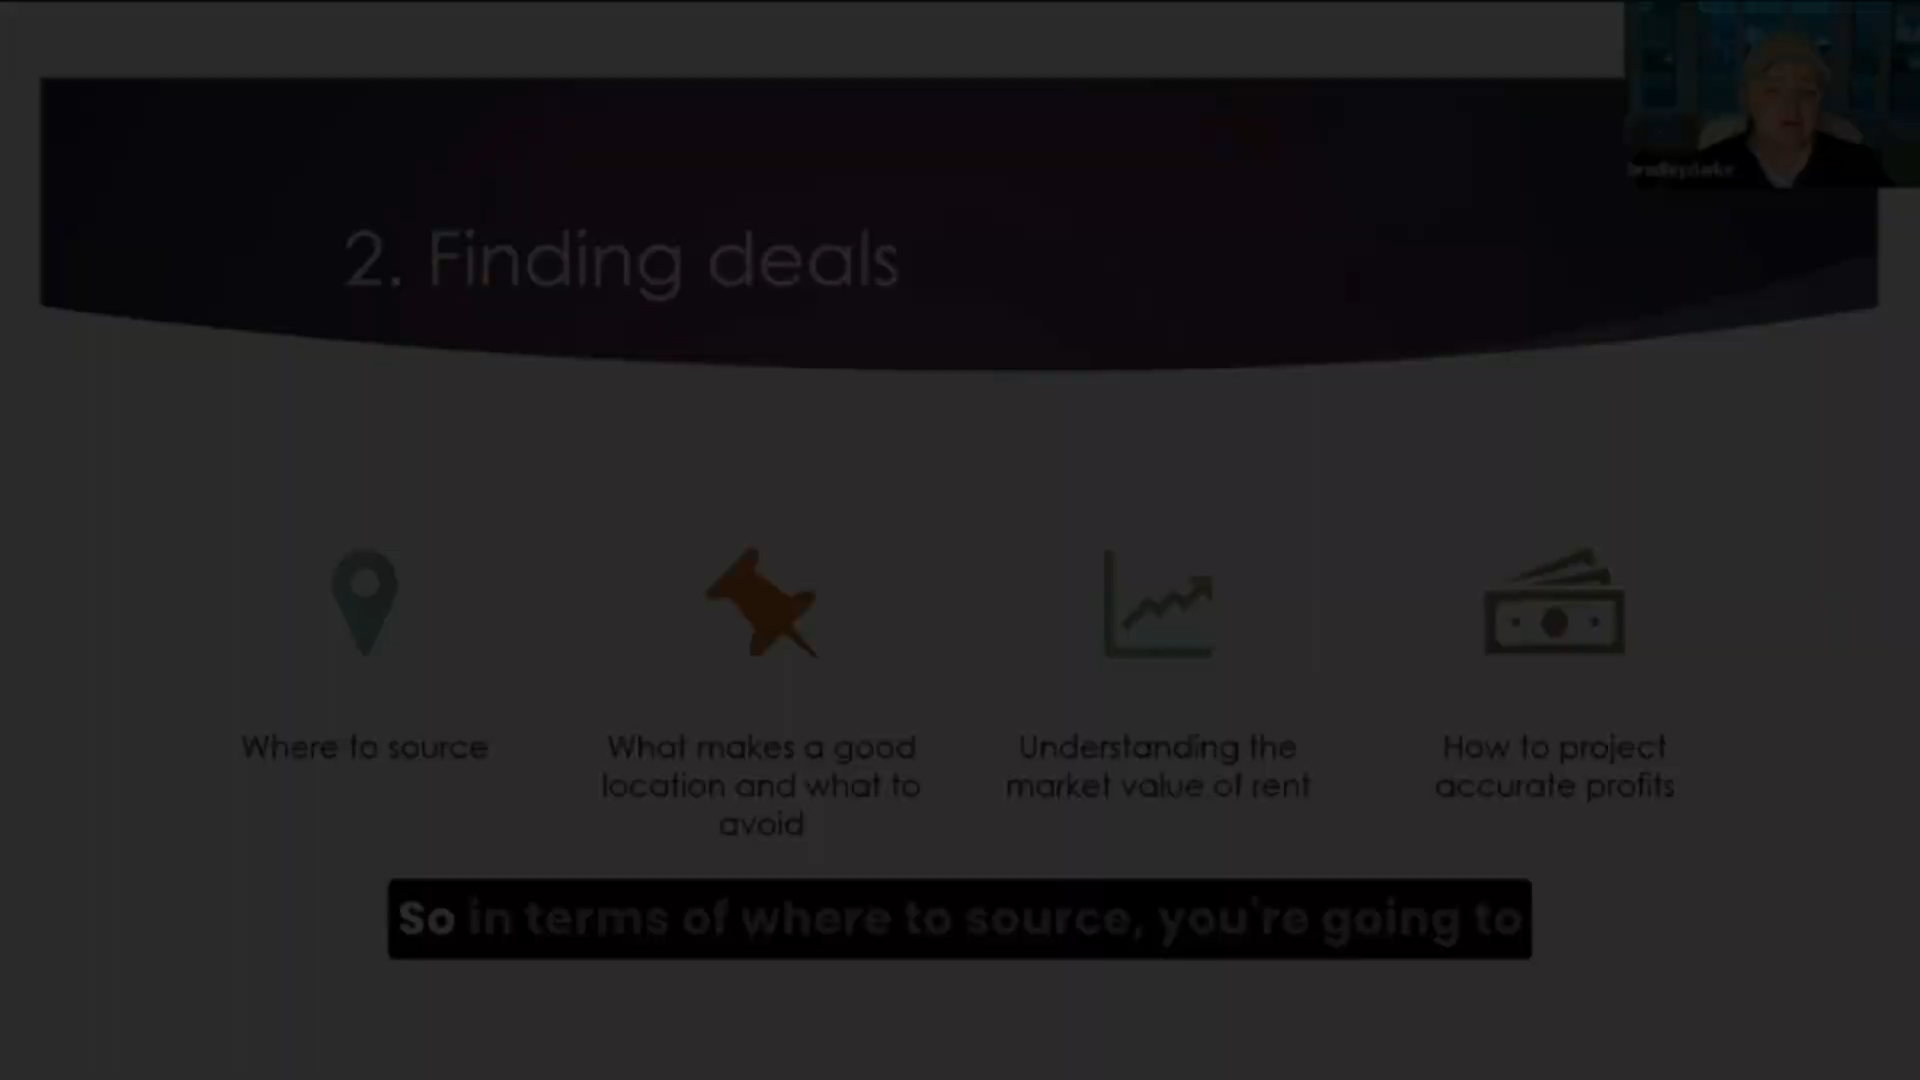 2. Finding deals
Where to source
What makes a good
location and what to
avoid
Understanding the
market value of rent
How to project
accurate profits
So in terms of where to source, you're going to